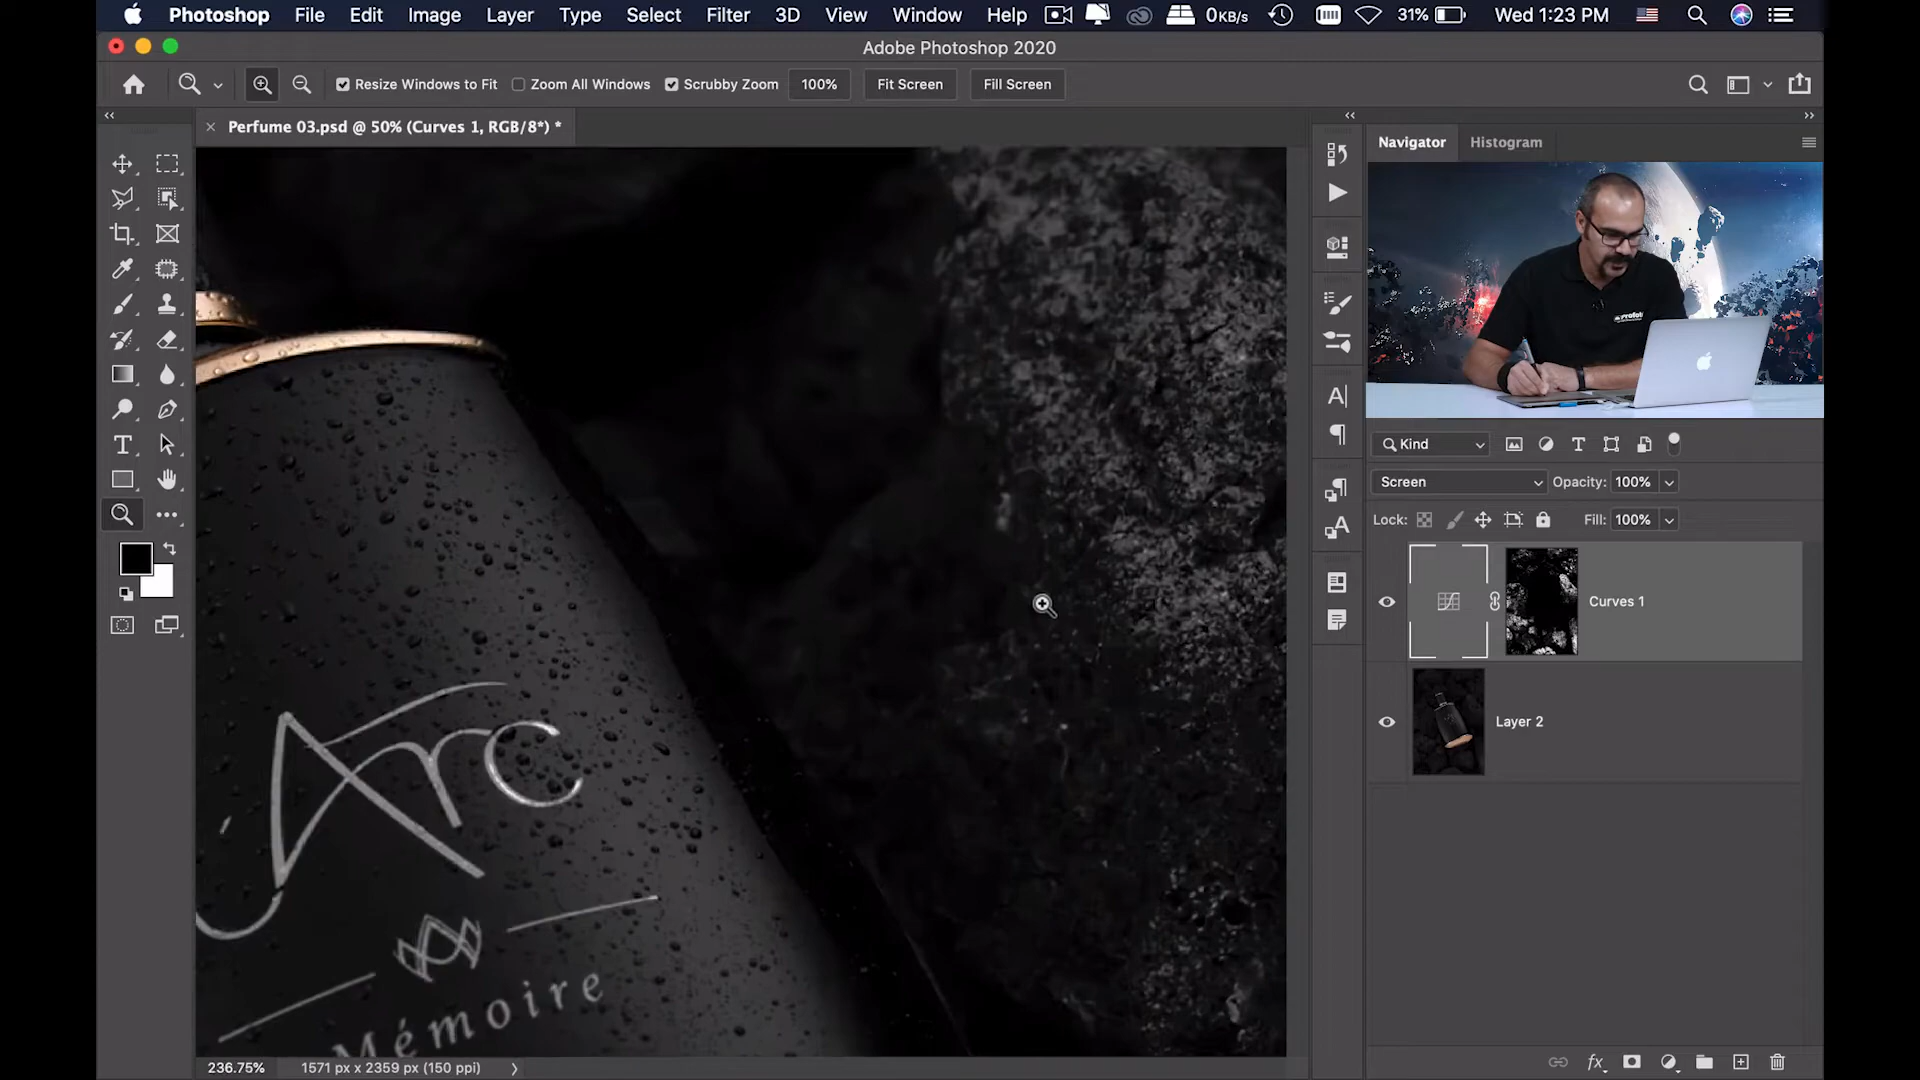 Photoshop File Edit Image Layer Type Select Filter 3D View Window Help 0KB/s 31% Wed 1:23 PM
Adobe Photoshop 2020
Resize Windows to Fit Zoom All Windows Scrubby Zoom 100% Fit Screen Fill Screen
Perfume 03.psd @ 50% (Curves 1, RGB/8*) *
Navigator Histogram
Profoto
Kind
Screen Opacity: 100%
Lock: Fill: 100%
Curves 1
Layer 2
Arc
Mémoire
236.75% 1571 px x 2359 px (150 ppi)